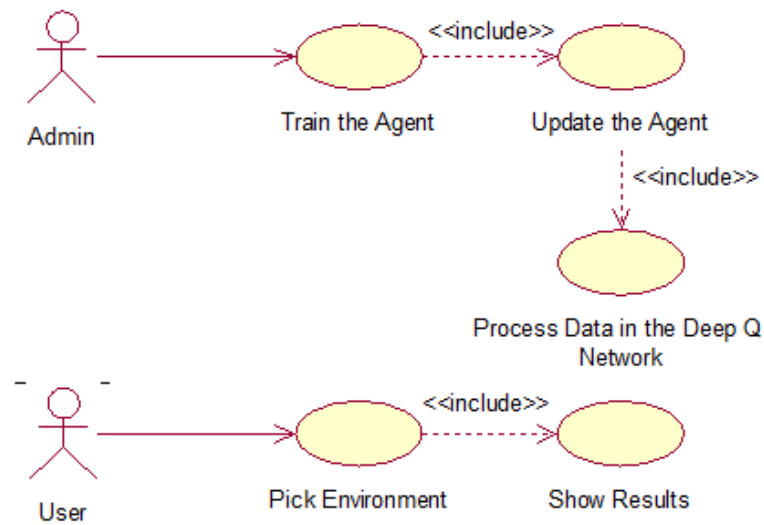 <<include>>
Admin
Train the Agent
Update the Agent
<<include>>
Process Data in the Deep Q
Network
<<include>>
User
Pick Environment
Show Results